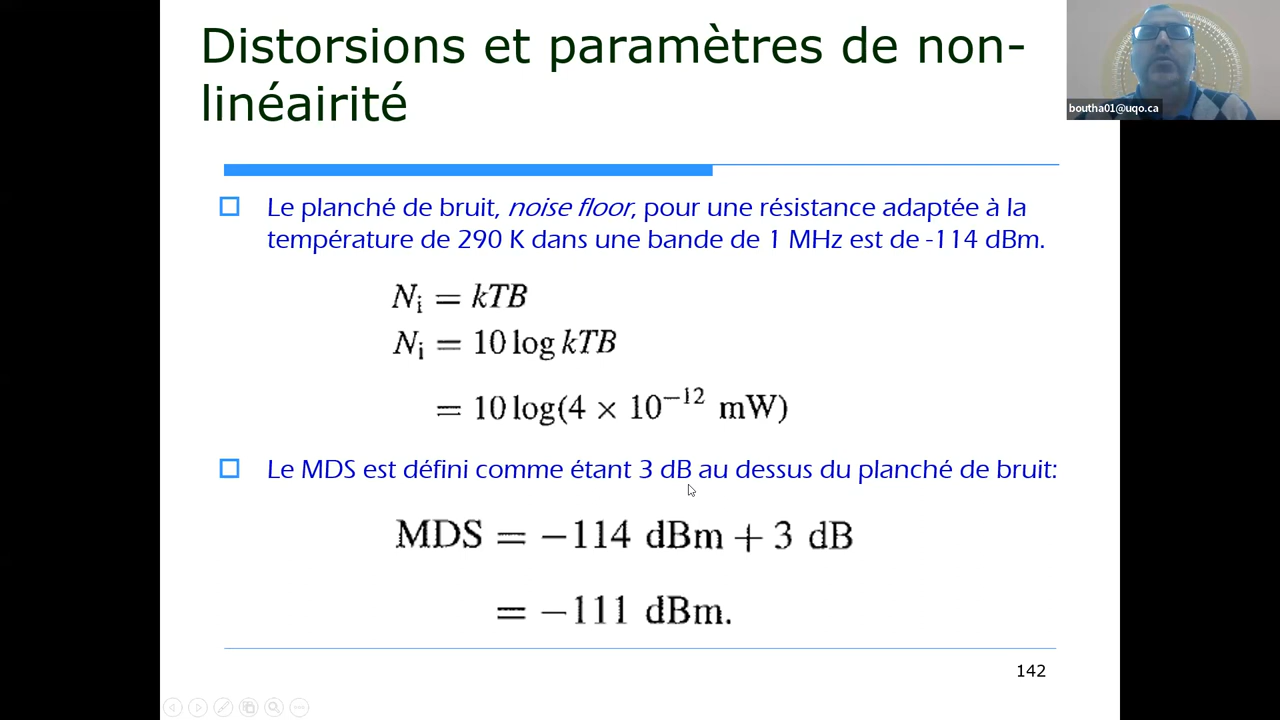 Distorsions et paramètres de non-
linéairité
boutha01@uqo.ca
Le planché de bruit, noise floor, pour une résistance adaptée à la
température de 290 K dans une bande de 1 MHz est de -114 dBm.
Nᵢ = kTB
Nᵢ = 10 log kTB
= 10 log(4 × 10⁻¹² mW)
Le MDS est défini comme étant 3 dB au dessus du planché de bruit:
MDS = −114 dBm + 3 dB
= −111 dBm.
142